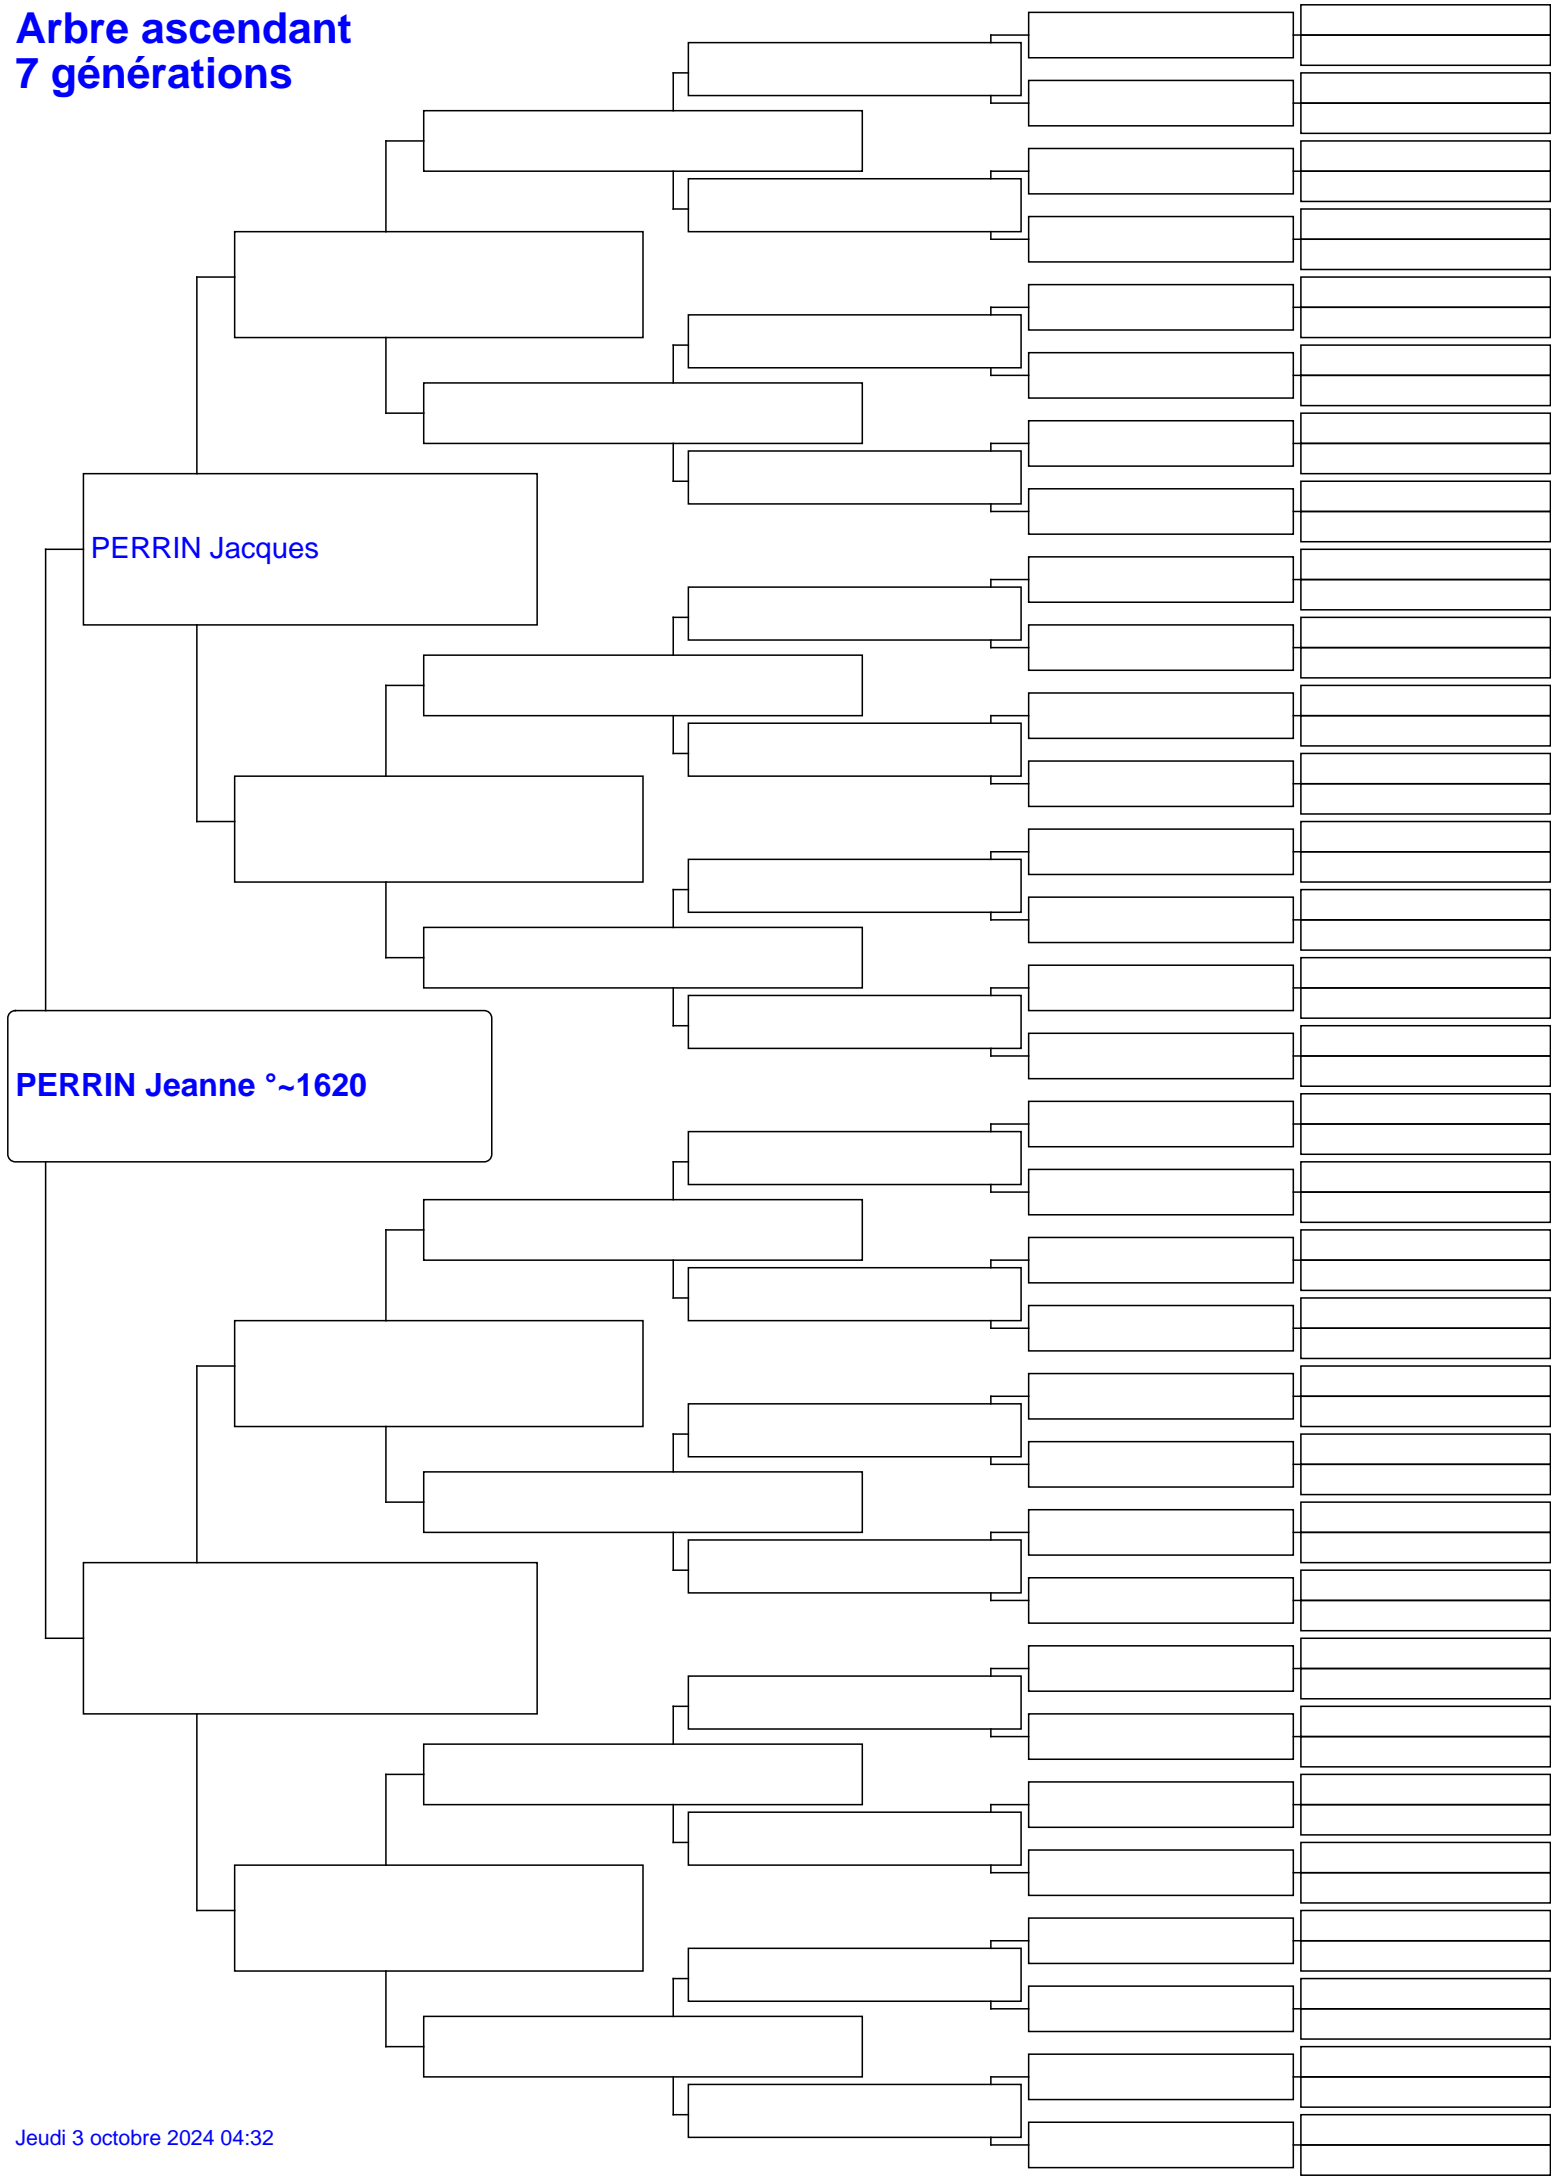 Arbre ascendant
7 générations
PERRIN Jacques
PERRIN Jeanne °~1620
Jeudi 3 octobre 2024 04:32